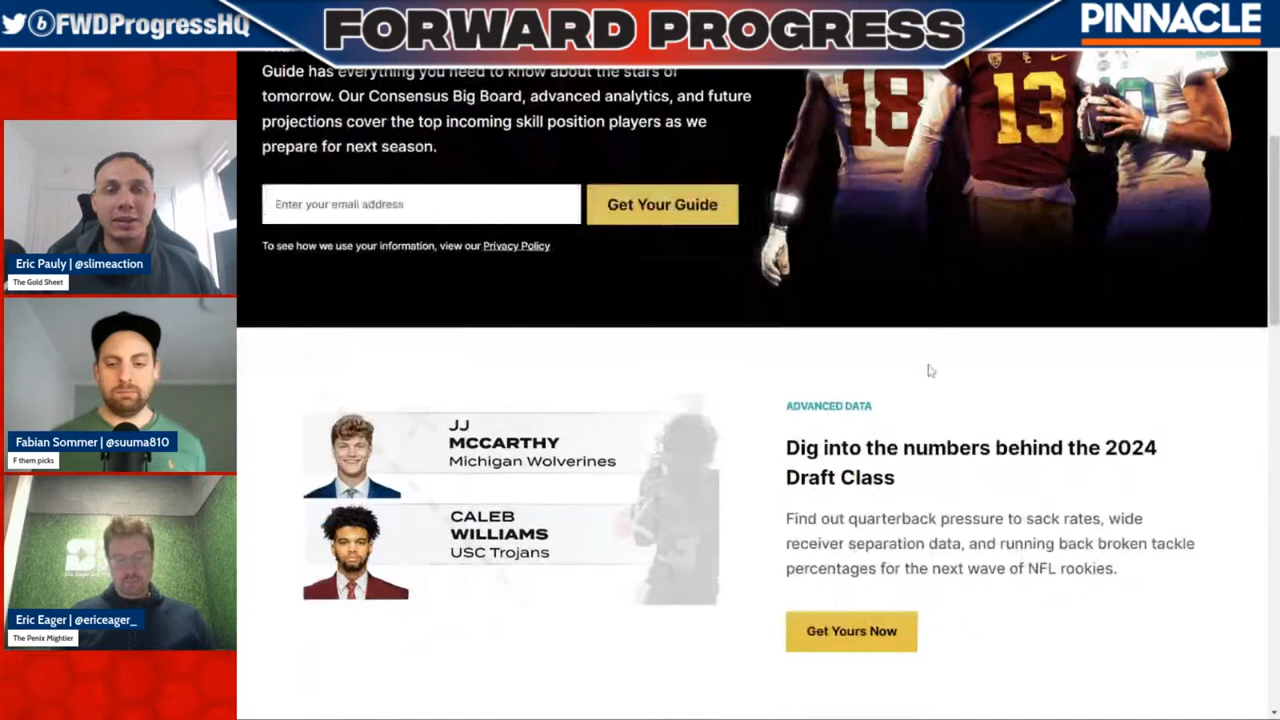 @FWDProgressHQ
FORWARD PROGRESS
PINNACLE
Guide has everything you need to know about the stars of
tomorrow. Our Consensus Big Board, advanced analytics, and future
projections cover the top incoming skill position players as we
prepare for next season.
Enter your email address
Get Your Guide
To see how we use your information, view our Privacy Policy
18
13
Eric Pauly | @slimeaction
The Gold Sheet
Fabian Sommer | @suuma810
F them picks
Eric Eager | @ericeager_
The Penix Mightier
JJ
MCCARTHY
Michigan Wolverines
CALEB
WILLIAMS
USC Trojans
ADVANCED DATA
Dig into the numbers behind the 2024
Draft Class
Find out quarterback pressure to sack rates, wide
receiver separation data, and running back broken tackle
percentages for the next wave of NFL rookies.
Get Yours Now